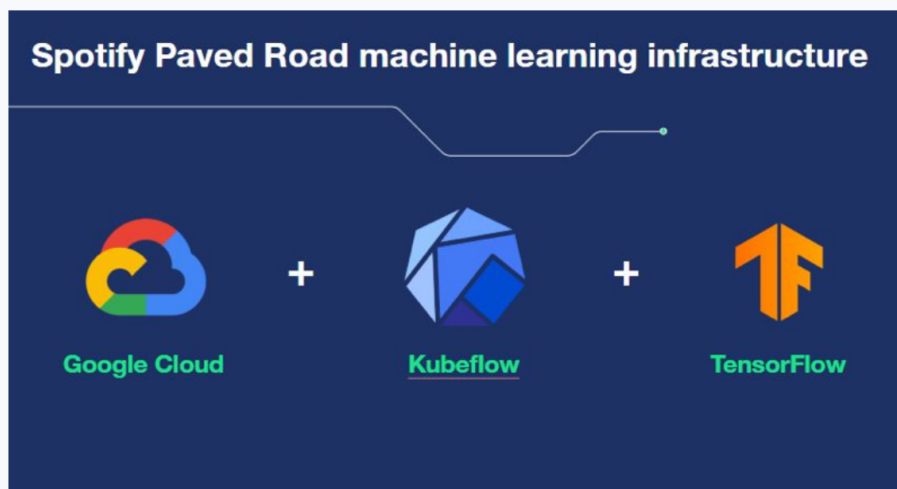 Spotify Paved Road machine learning infrastructure
+ +
Google Cloud Kubeflow TensorFlow